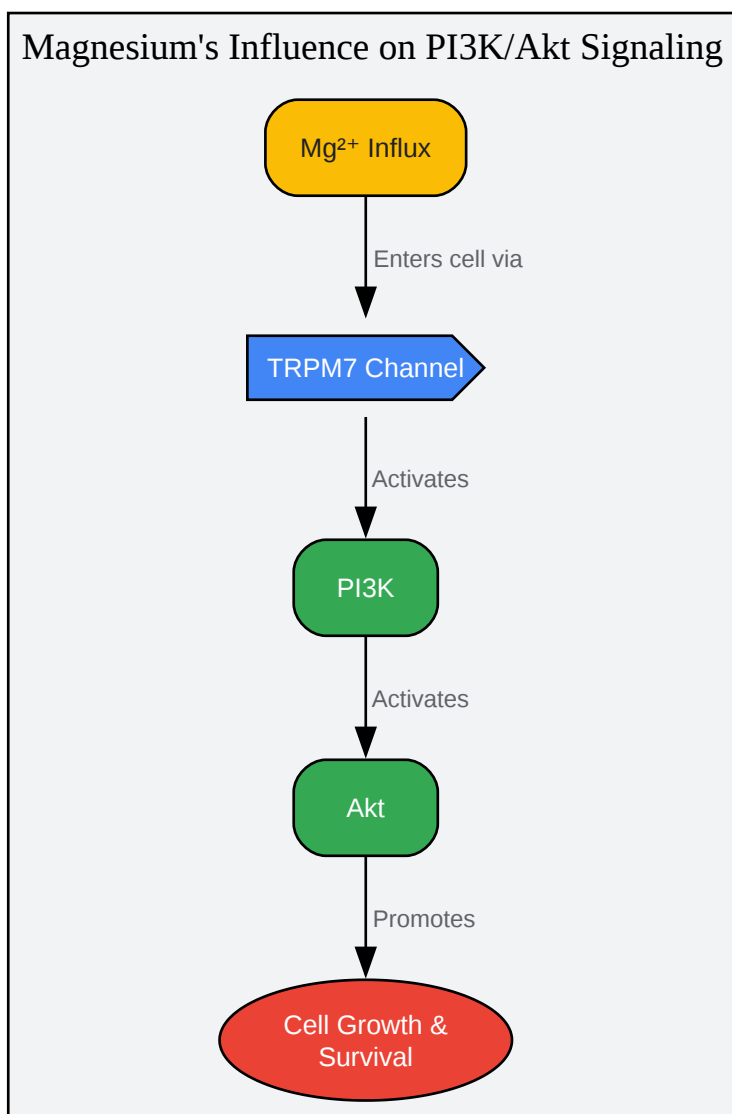 Magnesium's Influence on PI3K/Akt Signaling
Mg²⁺ Influx
Enters cell via
TRPM7 Channel
Activates
PI3K
Activates
Akt
Promotes
Cell Growth &
Survival